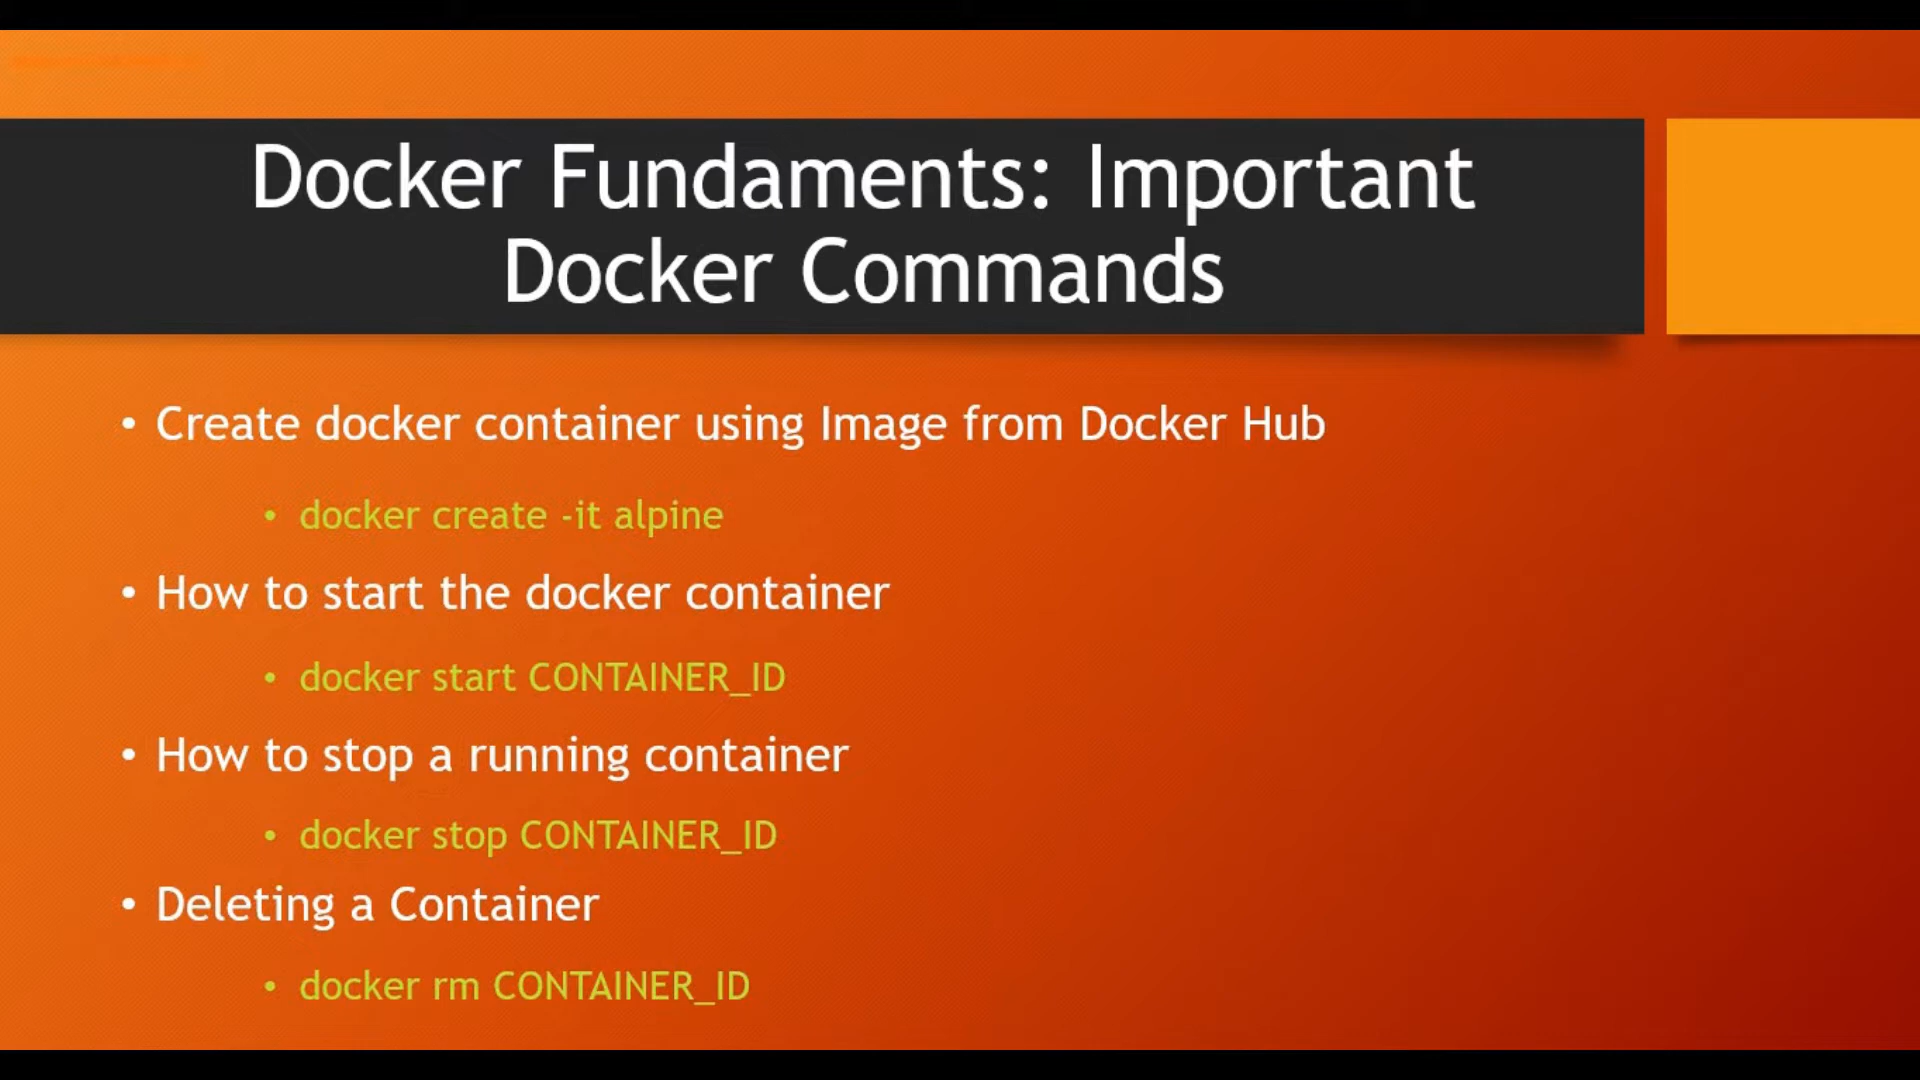 Docker Fundaments: Important
Docker Commands
• Create docker container using Image from Docker Hub
• docker create -it alpine
• How to start the docker container
• docker start CONTAINER_ID
• How to stop a running container
• docker stop CONTAINER_ID
• Deleting a Container
• docker rm CONTAINER_ID